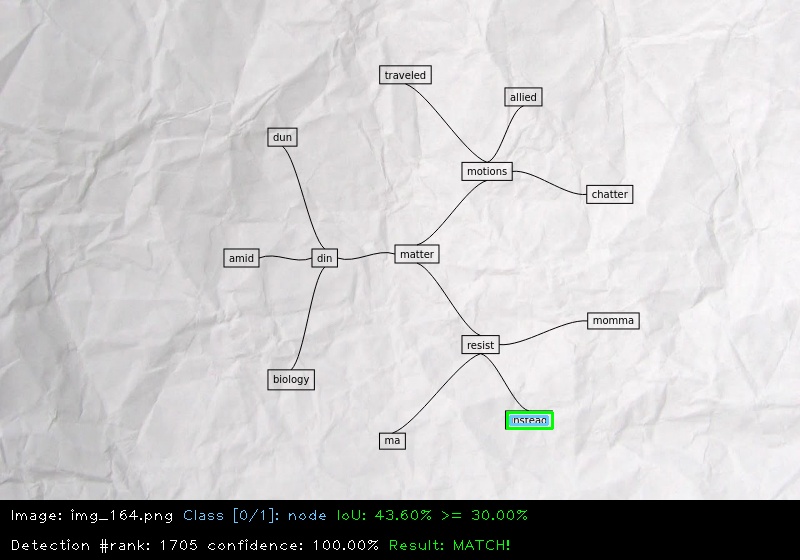 traveled
allied
dun
motions
chatter
matter
amid
din
momma
resist
biology
instead
ma
Image: img_164.png Class [0/1]: node IoU: 43.60% >= 30.00%
Detection #rank: 1705 confidence: 100.00% Result: MATCH!